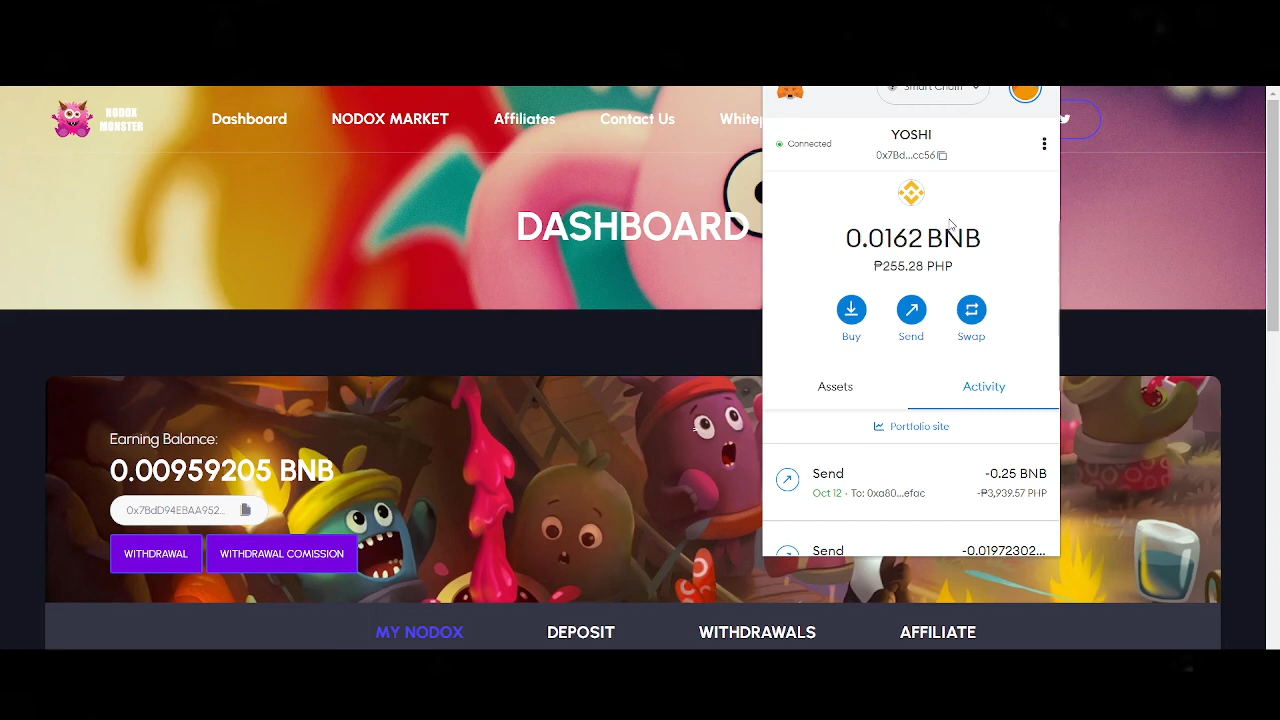 NODOX
MONSTER
Dashboard
NODOX MARKET
Affiliates
Contact Us
Smart Chain
Connected
YOSHI
0x7Bd...cc56
DASHBOARD
0.0162 BNB
₱255.28 PHP
Buy
Send
Swap
Assets
Activity
Portfolio site
Send
-0.25 BNB
Oct 12 · To: 0xa80...efac
-₱3,939.57 PHP
Send
-0.01972302...
Earning Balance:
0.00959205 BNB
0x7BdD94EBAA952...
WITHDRAWAL
WITHDRAWAL COMISSION
MY NODOX
DEPOSIT
WITHDRAWALS
AFFILIATE